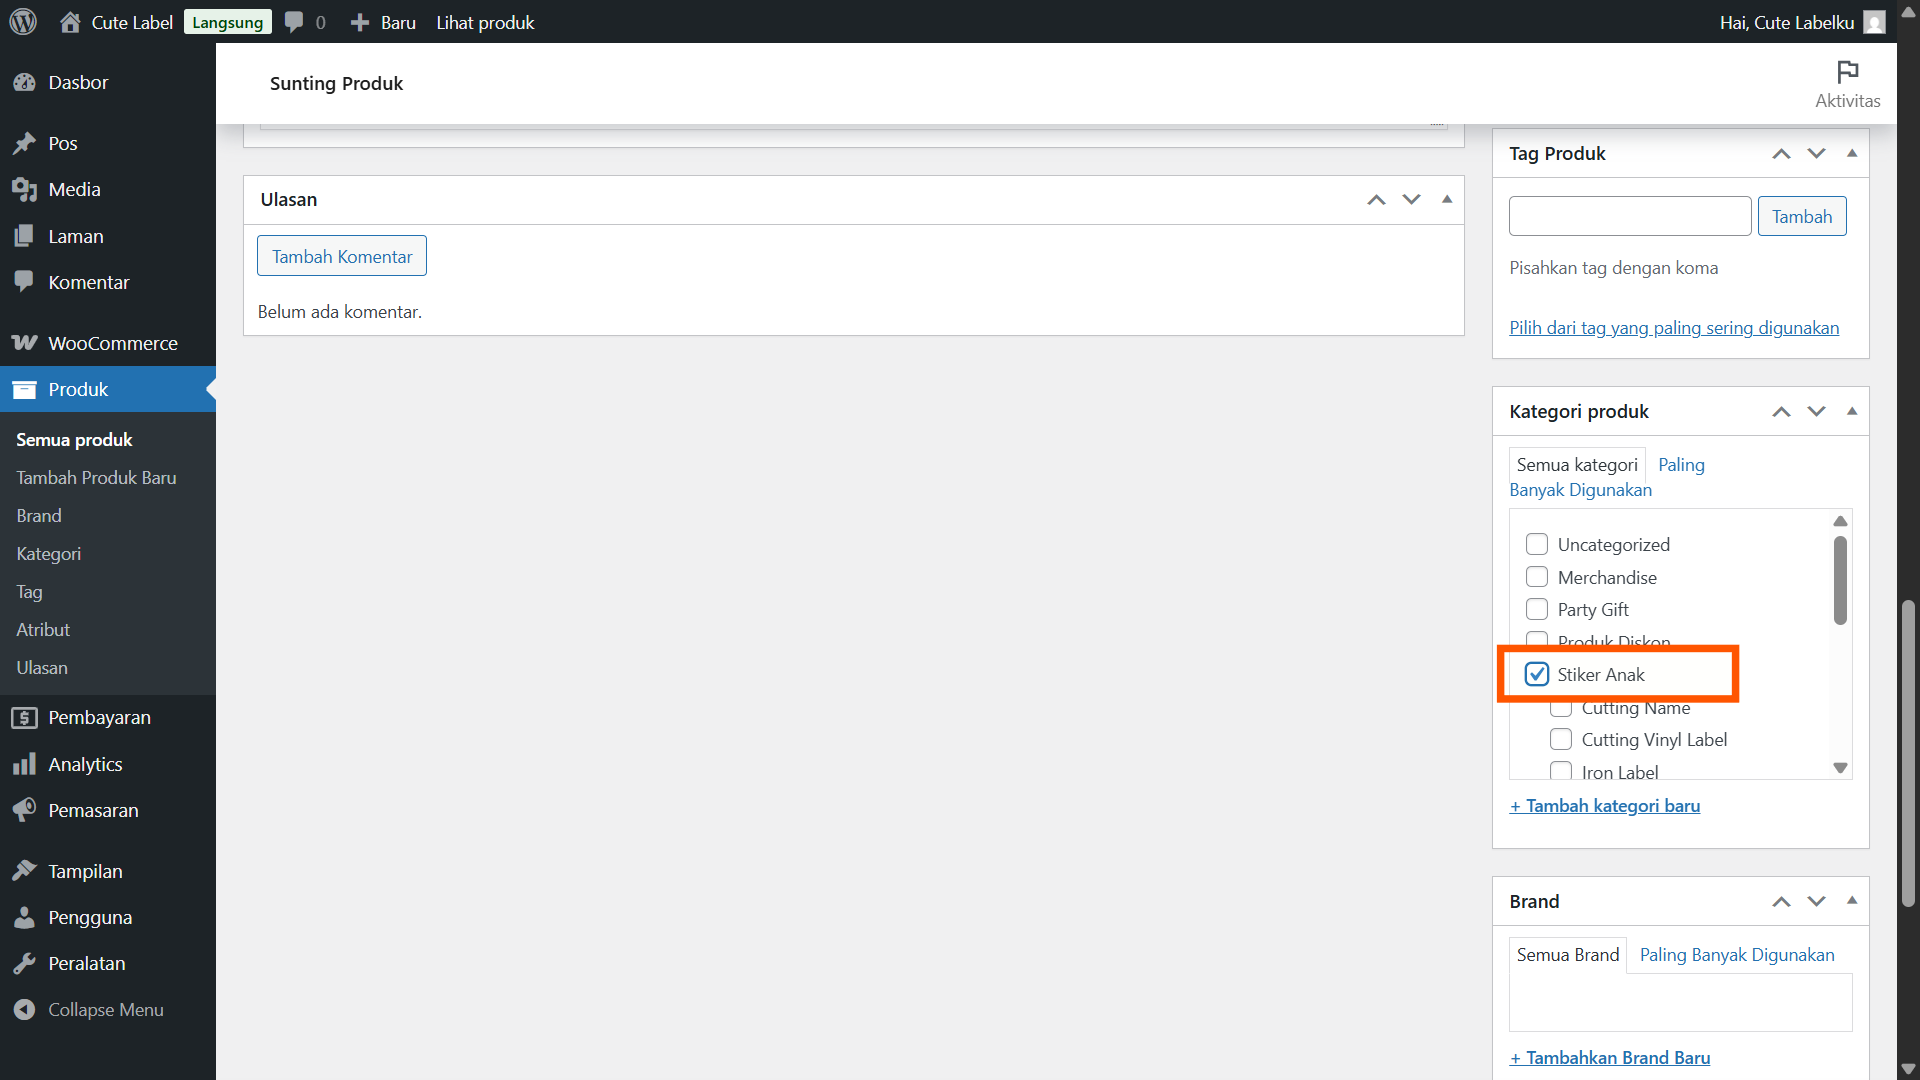 Cute Label Langsung 0 Baru Lihat produk Hai, Cute Labelku
Dasbor
Pos
Media
Laman
Komentar
WooCommerce
Produk
Semua produk
Tambah Produk Baru
Brand
Kategori
Tag
Atribut
Ulasan
Pembayaran
Analytics
Pemasaran
Tampilan
Pengguna
Peralatan
Collapse Menu
Sunting Produk
Aktivitas
Ulasan
Tambah Komentar
Belum ada komentar.
Tag Produk
Tambah
Pisahkan tag dengan koma
Pilih dari tag yang paling sering digunakan
Kategori produk
Semua kategori Paling
Banyak Digunakan
Uncategorized
Merchandise
Party Gift
Produk Diskon
Stiker Anak
Cutting Name
Cutting Vinyl Label
Iron Label
+ Tambah kategori baru
Brand
Semua Brand Paling Banyak Digunakan
+ Tambahkan Brand Baru